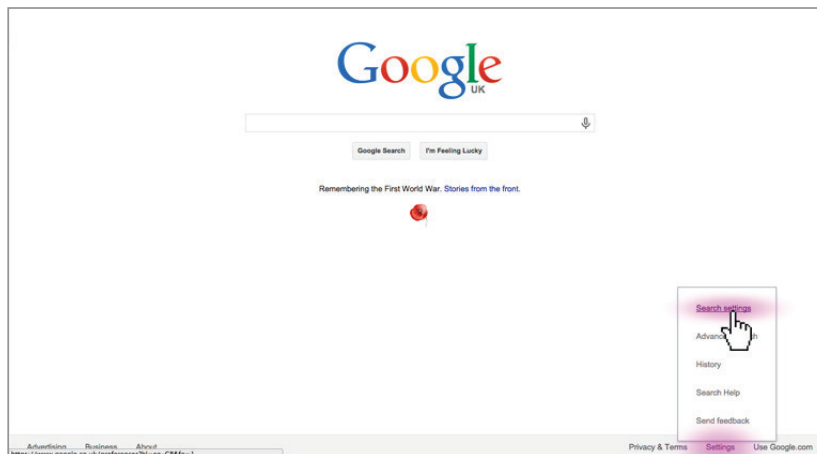 Google
UK
Google Search
I'm Feeling Lucky
Remembering the First World War. Stories from the front.
Search settings
History
Search Help
Send feedback
Advertising
Business
About
Privacy & Terms
Settings
Use Google.com